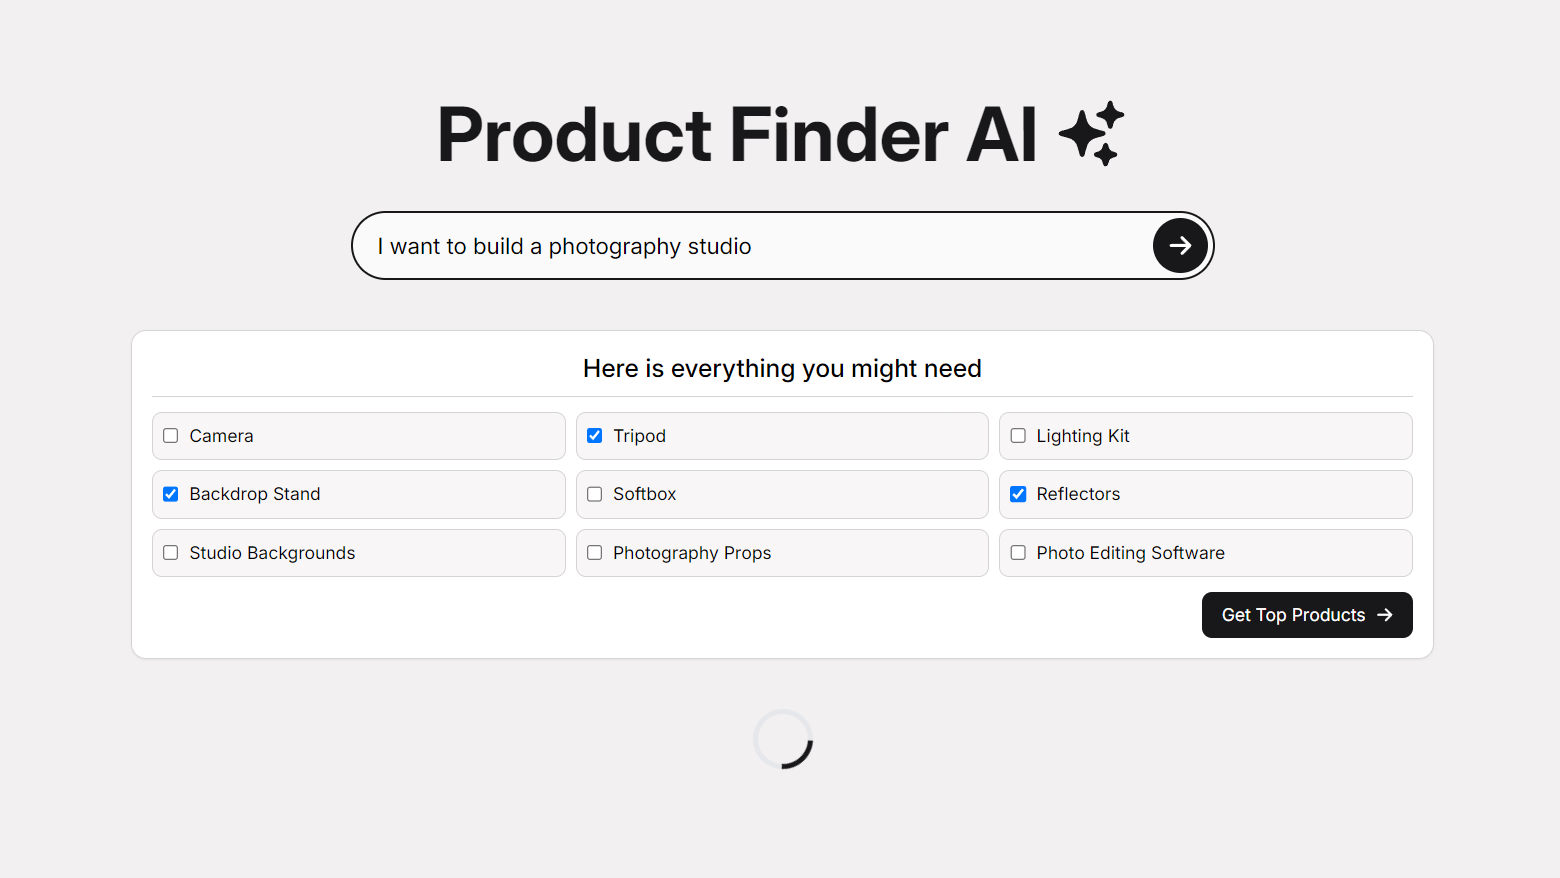 Product Finder AI
I want to build a photography studio
Here is everything you might need
Camera
Tripod
Lighting Kit
Backdrop Stand
Softbox
Reflectors
Studio Backgrounds
Photography Props
Photo Editing Software
Get Top Products